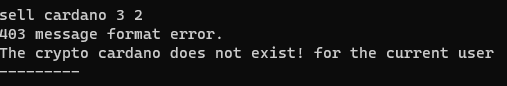 sell cardano 3 2
403 message format error.
The crypto cardano does not exist! for the current user
---------